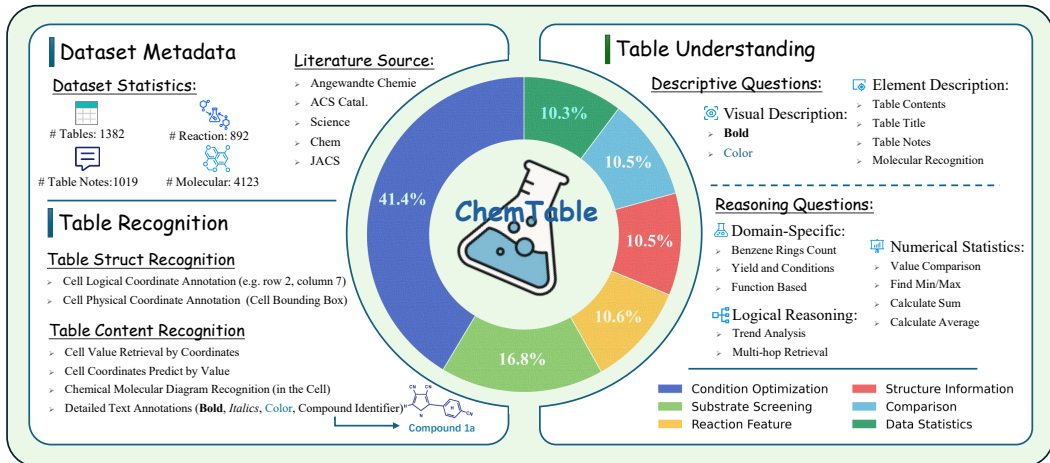 Dataset Metadata
Dataset Statistics:
# Tables: 1382
# Reaction: 892
# Table Notes:1019
# Molecular: 4123
Literature Source:
Angewandte Chemie
ACS Catal.
Science
Chem
JACS
Table Recognition
Table Struct Recognition
Cell Logical Coordinate Annotation (e.g. row 2, column 7)
Cell Physical Coordinate Annotation (Cell Bounding Box)
Table Content Recognition
Cell Value Retrieval by Coordinates
Cell Coordinates Predict by Value
Chemical Molecular Diagram Recognition (in the Cell)
Detailed Text Annotations (Bold, Italics, Color, Compound Identifier)
CN
CN
N
R
CN
Compound 1a
ChemTable
41.4%
10.3%
10.5%
10.5%
10.6%
16.8%
Table Understanding
Descriptive Questions:
Visual Description:
Bold
Color
Element Description:
Table Contents
Table Title
Table Notes
Molecular Recognition
Reasoning Questions:
Domain-Specific:
Benzene Rings Count
Yield and Conditions
Function Based
Logical Reasoning:
Trend Analysis
Multi-hop Retrieval
Numerical Statistics:
Value Comparison
Find Min/Max
Calculate Sum
Calculate Average
Condition Optimization
Substrate Screening
Reaction Feature
Structure Information
Comparison
Data Statistics